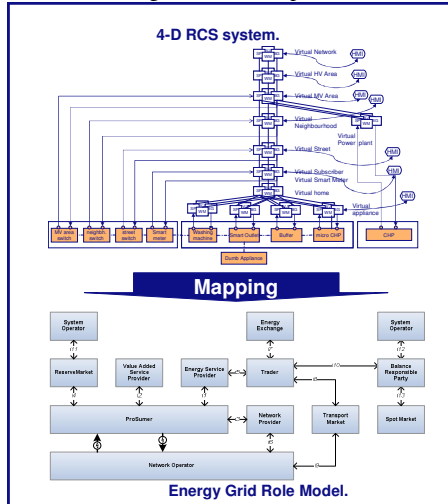 4-D RCS system.
Virtual Network
HMI
Virtual HV Area
HMI
Virtual MV Area
HMI
Virtual
Neighbourhood
Virtual
Power plant
HMI
Virtual Street
HMI
Virtual Subscriber
Virtual Smart Meter
HMI
Virtual home
HMI
Virtual
appliance
WM
MV area
switch
neighbh.
switch
street
switch
Smart
meter
Washing
machine
Smart Outlet
Buffer
micro CHP
CHP
Dumb Appliance
Mapping
System
Operator
Energy
Exchange
System
Operator
ReserveMarket
Value Added
Service
Provider
Energy Service
Provider
Trader
Balance
Responsible
Party
ProSumer
Network
Provider
Transport
Market
Spot Market
Network Operator
Energy Grid Role Model.